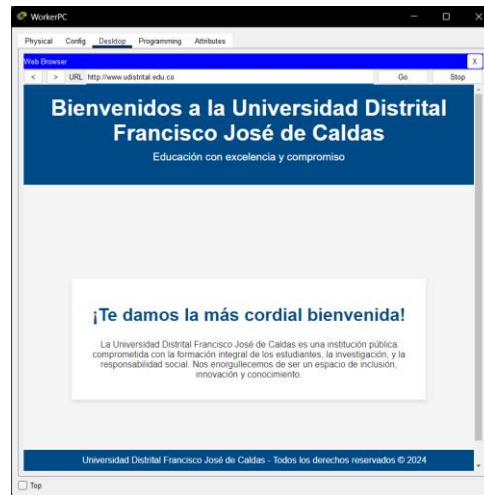 WorkerPC
Physical Config Desktop Programming Attributes
Web Browser X
< > URL http://www.udistrital.edu.co Go Stop
Bienvenidos a la Universidad Distrital
Francisco José de Caldas
Educación con excelencia y compromiso
¡Te damos la más cordial bienvenida!
La Universidad Distrital Francisco José de Caldas es una institución pública
comprometida con la formación integral de los estudiantes, la investigación, y la
responsabilidad social. Nos enorgullecemos de ser un espacio de inclusión,
innovación y conocimiento.
Universidad Distrital Francisco José de Caldas - Todos los derechos reservados © 2024
Top